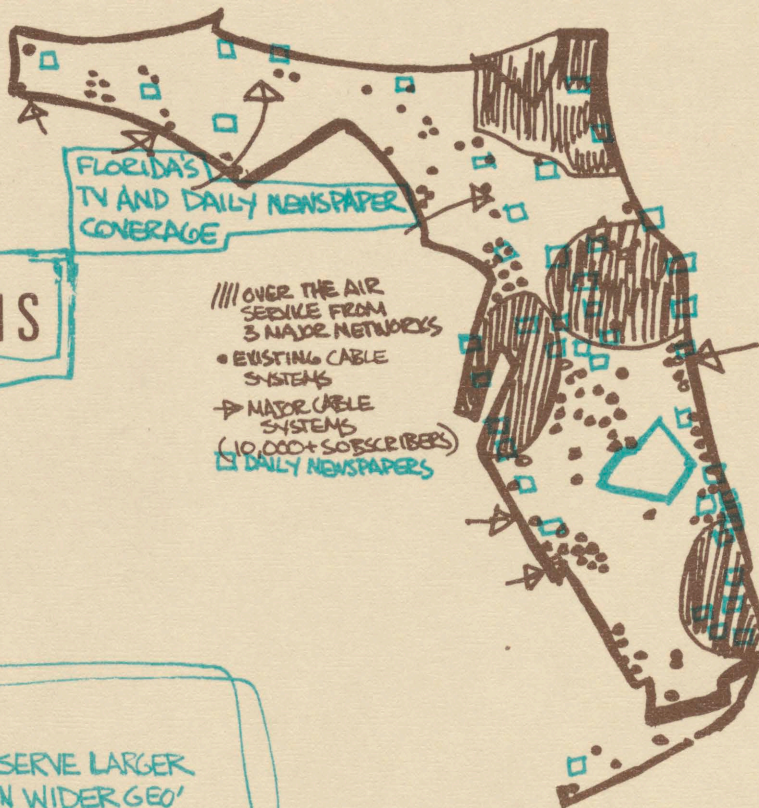 FLORIDA'S
TV AND DAILY NEWSPAPER
COVERAGE
IS
//// OVER THE AIR
SERVICE FROM
3 MAJOR NETWORKS
• EXISTING CABLE
SYSTEMS
MAJOR CABLE
SYSTEMS
(10,000+ SUBSCRIBERS)
DAILY NEWSPAPERS
SERVE LARGER
N WIDER GEO'